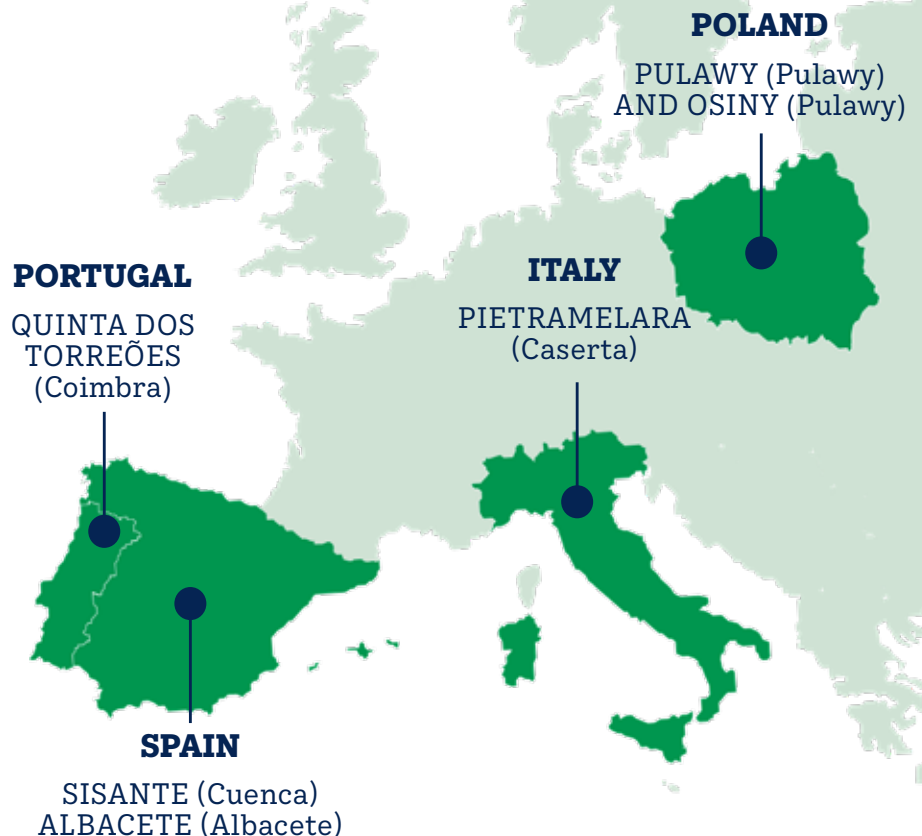 POLAND
PULAWY (Pulawy)
AND OSINY (Pulawy)
PORTUGAL
QUINTA DOS
TORREÕES
(Coimbra)
ITALY
PIETRAMELARA
(Caserta)
SPAIN
SISANTE (Cuenca)
ALBACETE (Albacete)